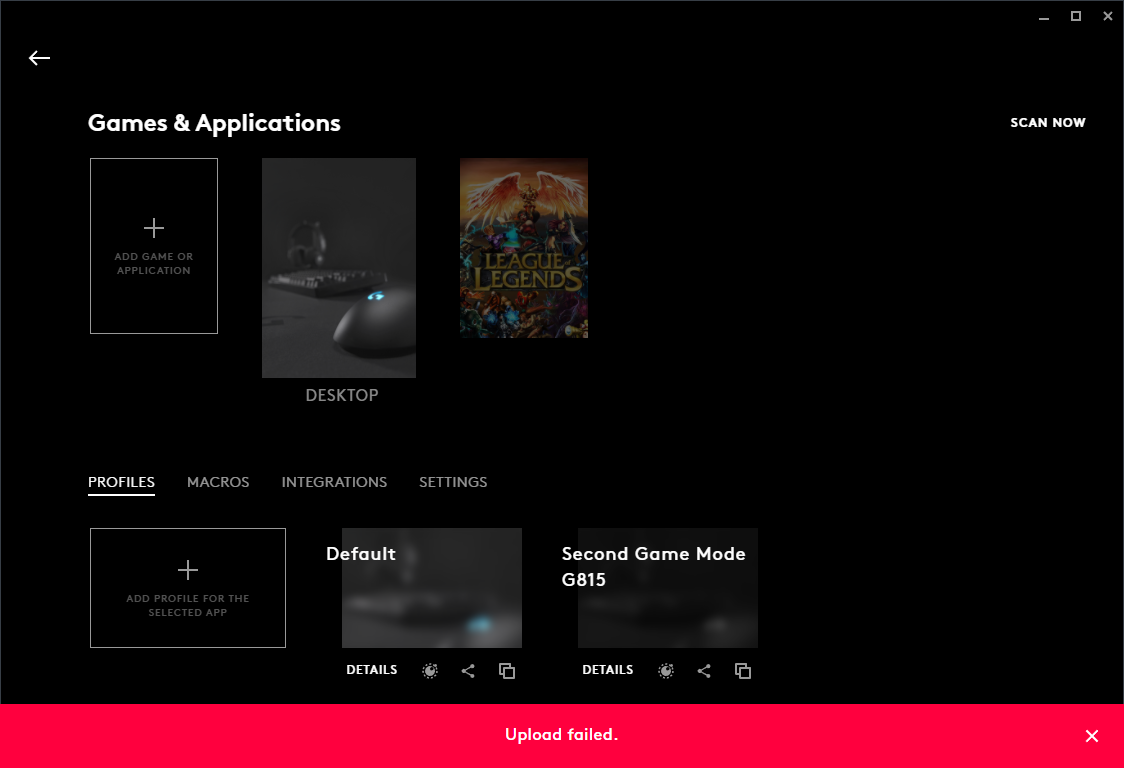 Games & Applications
SCAN NOW
ADD GAME OR
APPLICATION
LEAGUE
LEGENDS
DESKTOP
PROFILES
MACROS
INTEGRATIONS
SETTINGS
ADD PROFILE FOR THE
SELECTED APP
Default
Second Game Mode
G815
DETAILS
DETAILS
Upload failed.